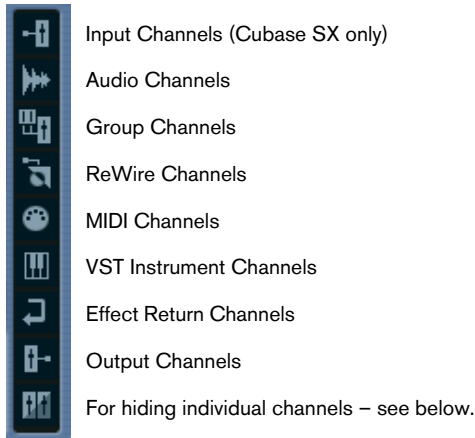 Input Channels (Cubase SX only)
Audio Channels
Group Channels
ReWire Channels
MIDI Channels
VST Instrument Channels
Effect Return Channels
Output Channels
For hiding individual channels – see below.